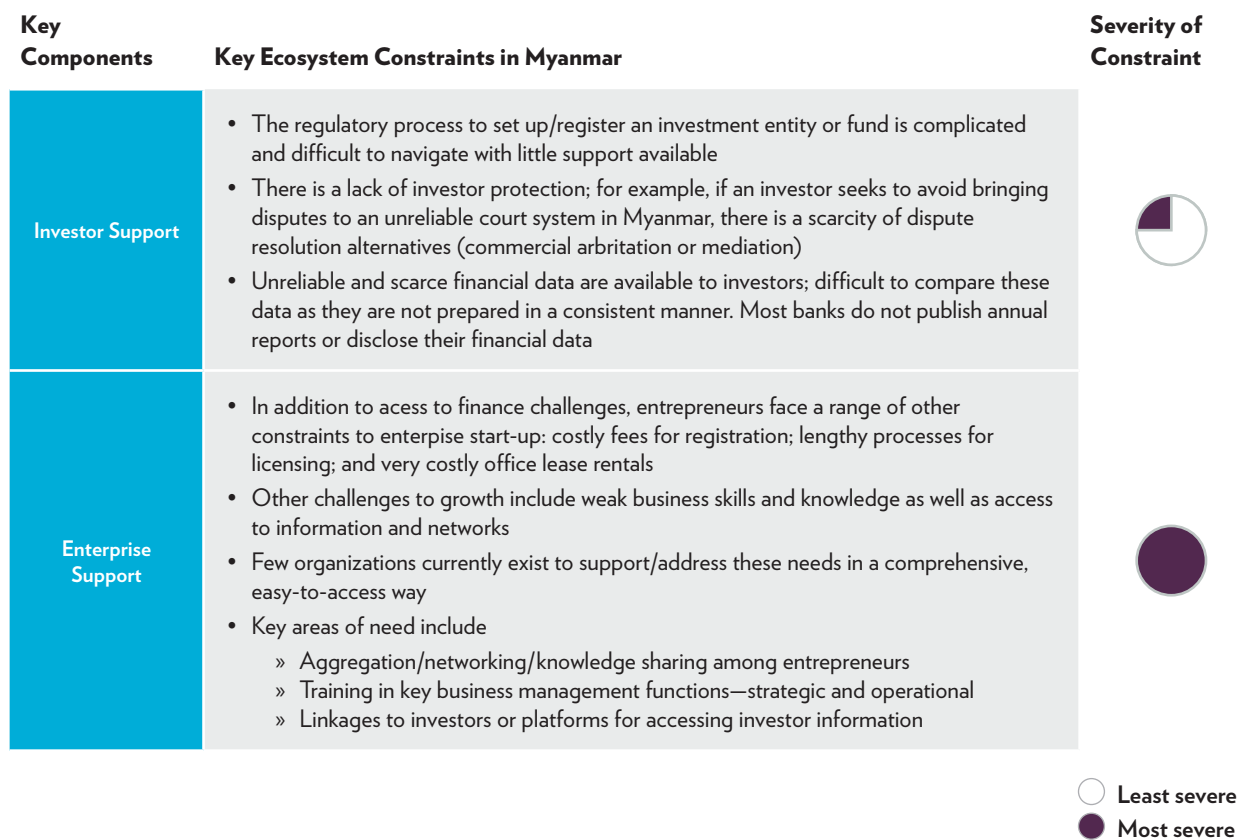 Key
Components
Key Ecosystem Constraints in Myanmar
Severity of
Constraint
Investor Support
• The regulatory process to set up/register an investment entity or fund is complicated
and difficult to navigate with little support available
• There is a lack of investor protection; for example, if an investor seeks to avoid bringing
disputes to an unreliable court system in Myanmar, there is a scarcity of dispute
resolution alternatives (commercial arbritation or mediation)
• Unreliable and scarce financial data are available to investors; difficult to compare these
data as they are not prepared in a consistent manner. Most banks do not publish annual
reports or disclose their financial data
Enterprise
Support
• In addition to acess to finance challenges, entrepreneurs face a range of other
constraints to enterpise start-up: costly fees for registration; lengthy processes for
licensing; and very costly office lease rentals
• Other challenges to growth include weak business skills and knowledge as well as access
to information and networks
• Few organizations currently exist to support/address these needs in a comprehensive,
easy-to-access way
• Key areas of need include
» Aggregation/networking/knowledge sharing among entrepreneurs
» Training in key business management functions—strategic and operational
» Linkages to investors or platforms for accessing investor information
Least severe
Most severe